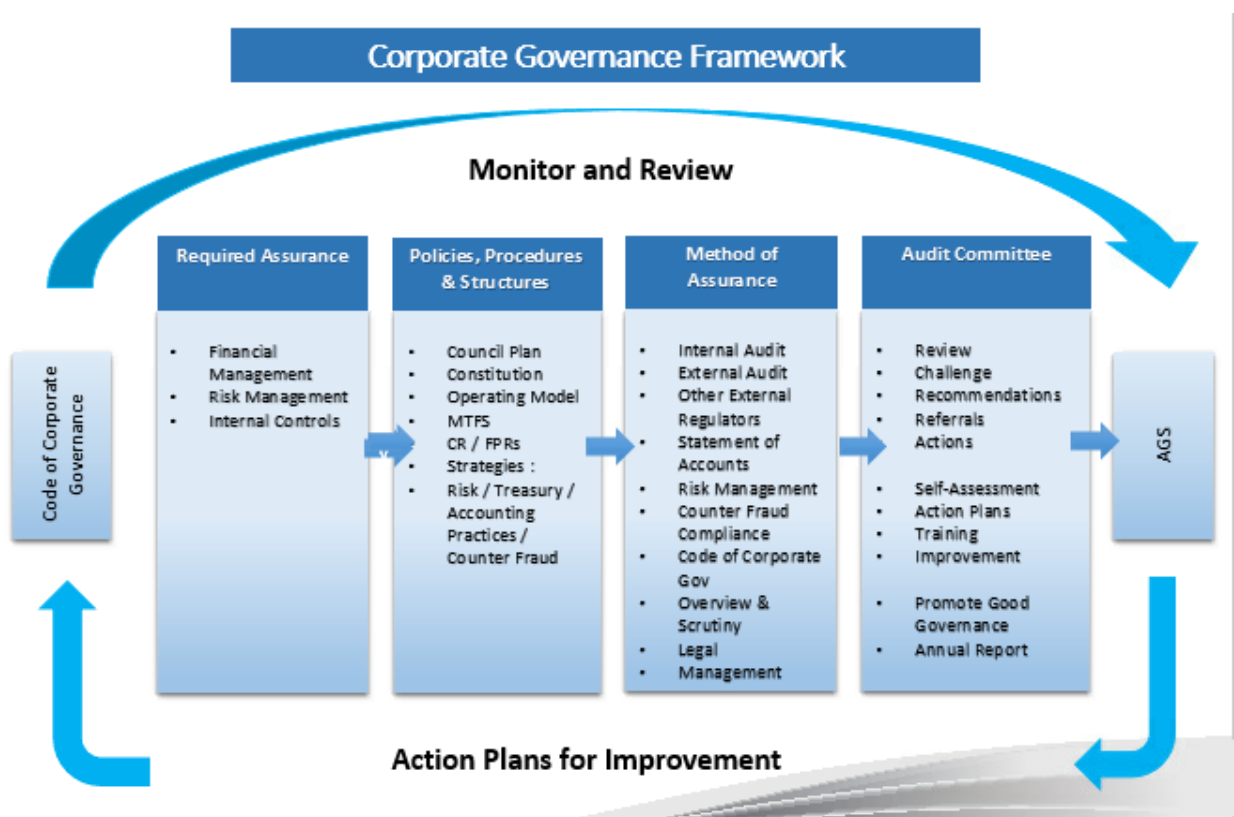 Corporate Governance Framework
Monitor and Review
Code of Corporate
Governance
Required Assurance
• Financial
Management
• Risk Management
• Internal Controls
Policies, Procedures
& Structures
• Council Plan
• Constitution
• Operating Model
• MTFS
• CR / FPRs
• Strategies :
• Risk / Treasury /
Accounting
Practices /
Counter Fraud
Method of
Assurance
• Internal Audit
• External Audit
• Other External
Regulators
• Statement of
Accounts
• Risk Management
• Counter Fraud
Compliance
• Code of Corporate
Gov
• Overview &
Scrutiny
• Legal
• Management
Audit Committee
• Review
• Challenge
• Recommendations
• Referrals
• Actions
• Self-Assessment
• Action Plans
• Training
• Improvement
• Promote Good
Governance
• Annual Report
AGS
Action Plans for Improvement